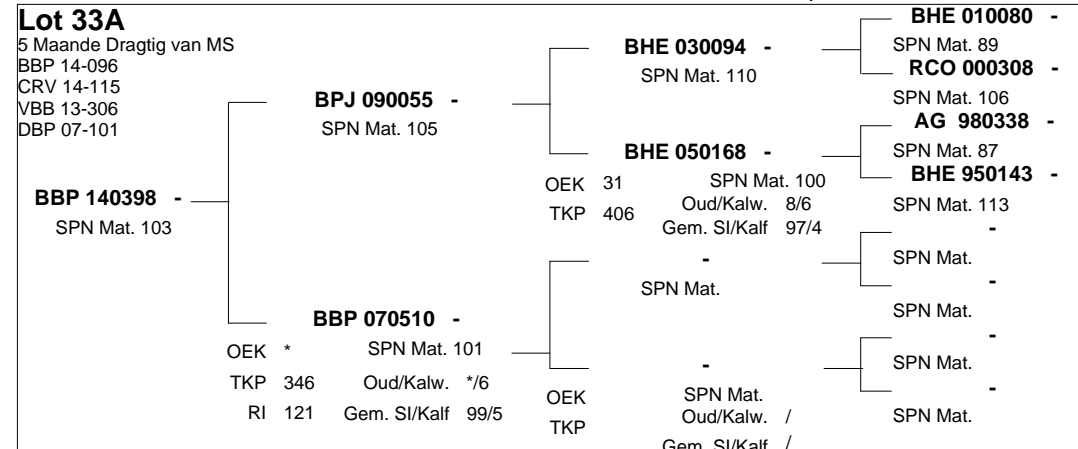 Lot 33A
5 Maande Dragtig van MS
BBP 14-096
CRV 14-115
VBB 13-306
DBP 07-101
BBP 140398 -
SPN Mat. 103
BPJ 090055 -
SPN Mat. 105
BBP 070510 -
OEK * SPN Mat. 101
TKP 346 Oud/Kalw. */6
RI 121 Gem. SI/Kalf 99/5
BHE 030094 -
SPN Mat. 110
BHE 050168 -
OEK 31 SPN Mat. 100
TKP 406 Oud/Kalw. 8/6
Gem. SI/Kalf 97/4
-
SPN Mat.
-
OEK SPN Mat.
TKP Oud/Kalw. /
Gem. SI/Kalf /
BHE 010080 -
SPN Mat. 89
RCO 000308 -
SPN Mat. 106
AG 980338 -
SPN Mat. 87
BHE 950143 -
SPN Mat. 113
-
SPN Mat.
-
SPN Mat.
-
SPN Mat.
-
SPN Mat.